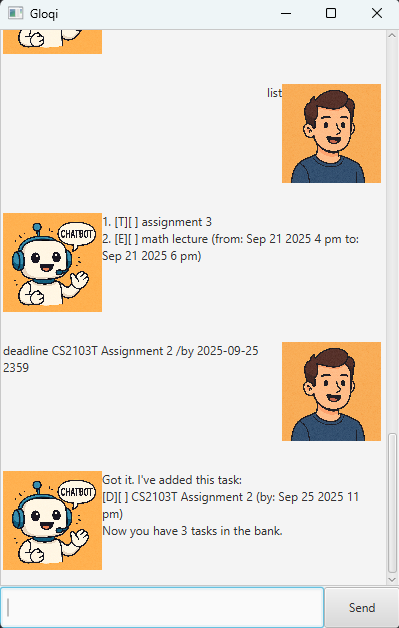 Gloqi
list
CHATBOT
1. [T][ ] assignment 3
2. [E][ ] math lecture (from: Sep 21 2025 4 pm to:
Sep 21 2025 6 pm)
deadline CS2103T Assignment 2 /by 2025-09-25
2359
CHATBOT
Got it. I've added this task:
[D][ ] CS2103T Assignment 2 (by: Sep 25 2025 11
pm)
Now you have 3 tasks in the bank.
Send